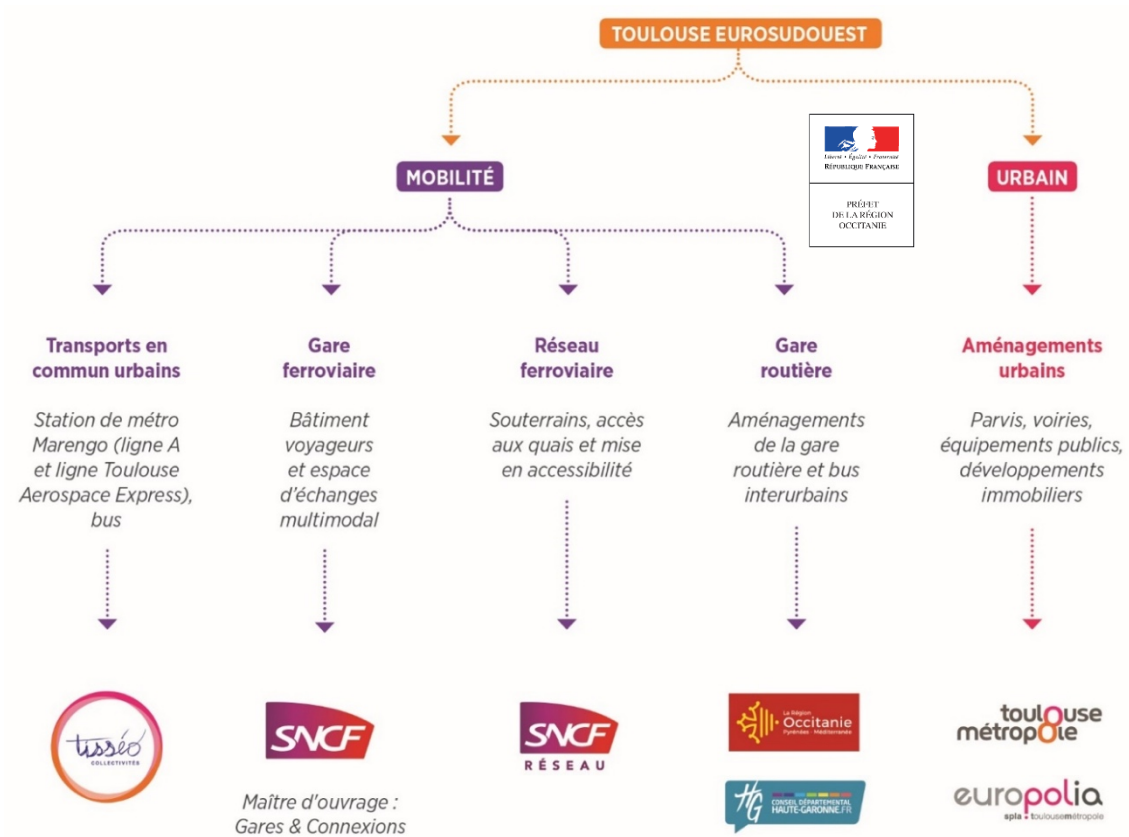 TOULOUSE EUROSUDOUEST
MOBILITÉ
Liberté • Égalité • Fraternité
RÉPUBLIQUE FRANÇAISE
PRÉFET
DE LA RÉGION
OCCITANIE
URBAIN
Transports en
commun urbains
Station de métro
Marengo (ligne A
et ligne Toulouse
Aerospace Express),
bus
Gare
ferroviaire
Bâtiment
voyageurs
et espace
d'échanges
multimodal
Réseau
ferroviaire
Souterrains, accès
aux quais et mise
en accessibilité
Gare
routière
Aménagements
de la gare
routière et bus
interurbains
Aménagements
urbains
Parvis, voiries,
équipements publics,
développements
immobiliers
tisséo
COLLECTIVITÉS
SNCF
Maître d'ouvrage :
Gares & Connexions
SNCF
RÉSEAU
La Région
Occitanie
Pyrénées - Méditerranée
HG
CONSEIL DÉPARTEMENTAL
HAUTE-GARONNE.FR
toulouse
métropole
europolia
spla • toulousemétropole